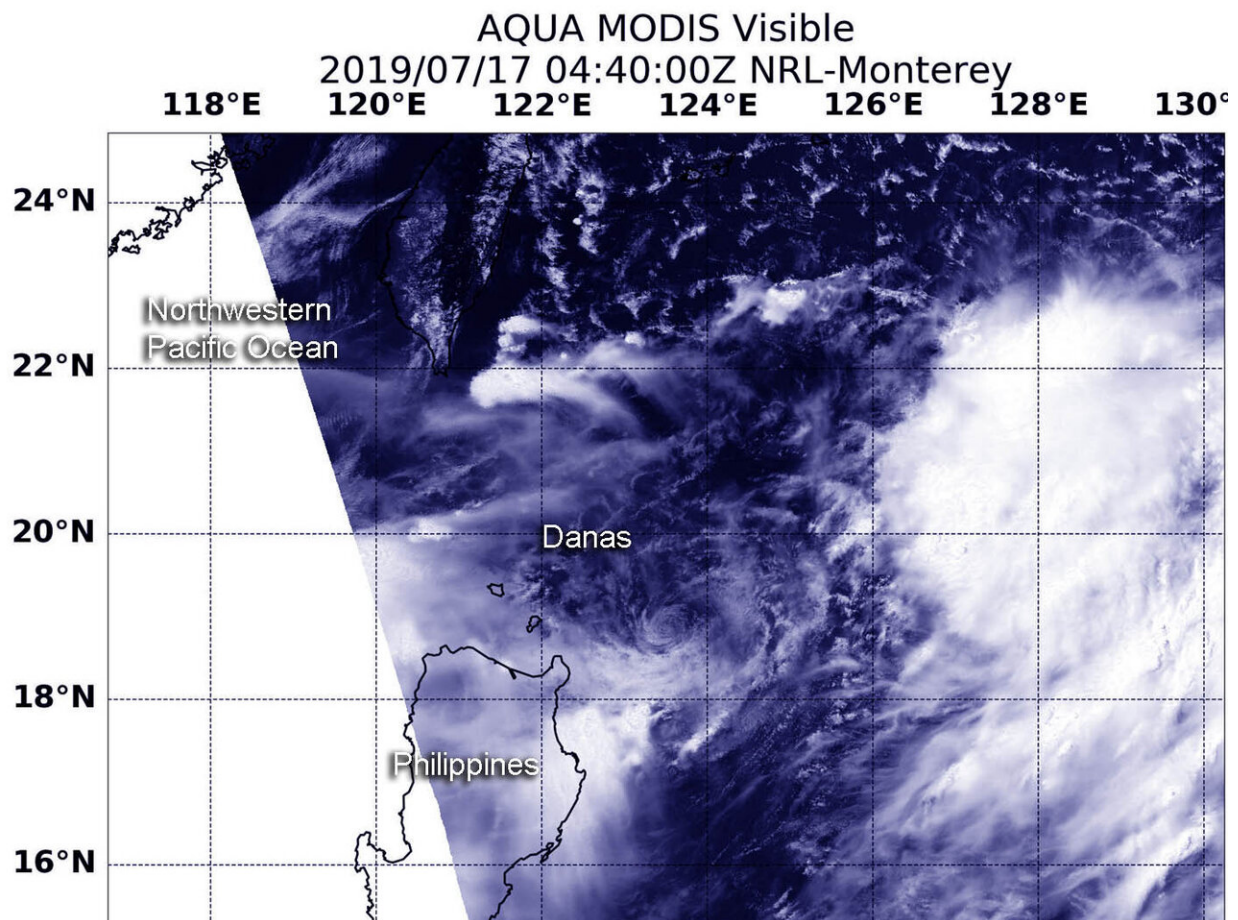 AQUA MODIS Visible
2019/07/17 04:40:00Z NRL-Monterey
118°E 120°E 122°E 124°E 126°E 128°E 130°
24°N
Northwestern
Pacific Ocean
22°N
20°N
Danas
18°N
Philippines
16°N